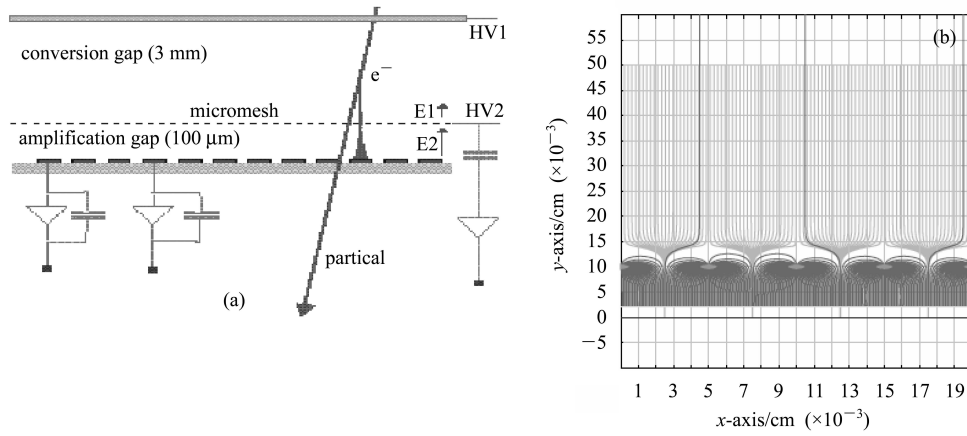 HV1
conversion gap (3 mm)
e−
micromesh
E1
HV2
amplification gap (100 μm)
E2
partical
(a)
(b)
55
50
45
40
35
30
25
20
15
10
5
0
−5
y-axis/cm (×10−3)
1 3 5 7 9 11 13 15 17 19
x-axis/cm (×10−3)